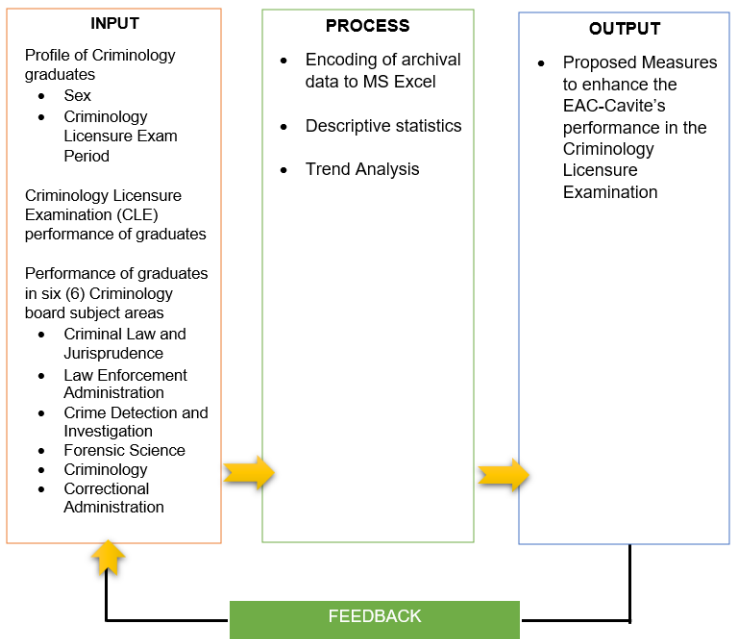 INPUT
Profile of Criminology
graduates
• Sex
• Criminology
Licensure Exam
Period
Criminology Licensure
Examination (CLE)
performance of graduates
Performance of graduates
in six (6) Criminology
board subject areas
• Criminal Law and
Jurisprudence
• Law Enforcement
Administration
• Crime Detection and
Investigation
• Forensic Science
• Criminology
• Correctional
Administration
PROCESS
• Encoding of archival
data to MS Excel
• Descriptive statistics
• Trend Analysis
OUTPUT
• Proposed Measures
to enhance the
EAC-Cavite’s
performance in the
Criminology
Licensure
Examination
FEEDBACK